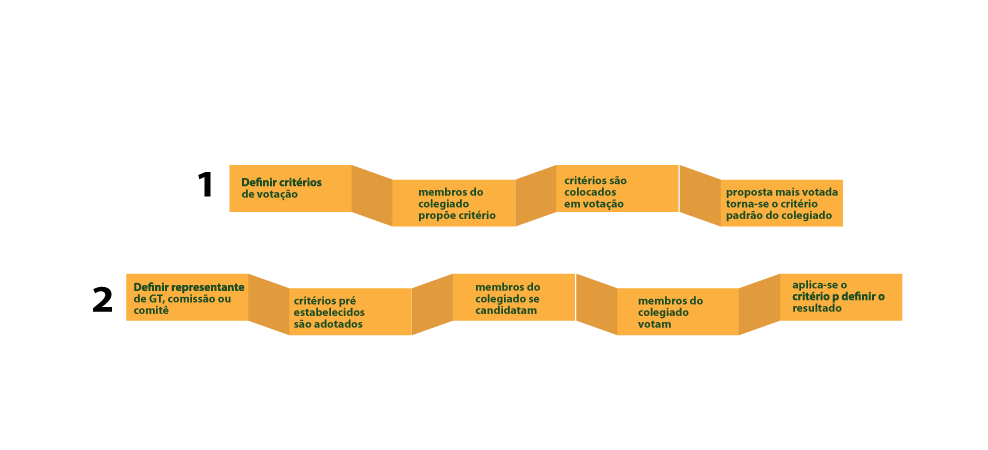 1
Definir critérios
de votação
membros do
colegiado
propõe critério
critérios são
colocados
em votação
proposta mais votada
torna-se o critério
padrão do colegiado
2
Definir representante
de GT, comissão ou
comitê
critérios pré
estabelecidos
são adotados
membros do
colegiado se
candidatam
membros do
colegiado
votam
aplica-se o
critério p definir o
resultado